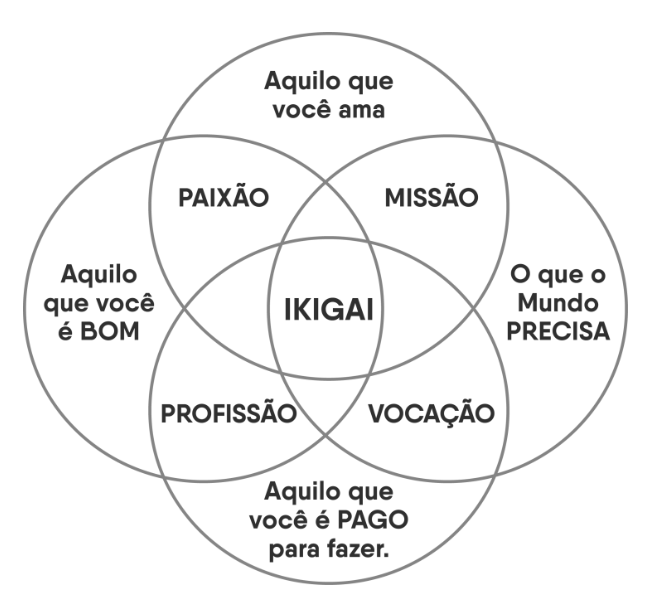 Aquilo que
você ama
PAIXÃO
MISSÃO
Aquilo
que você
é BOM
IKIGAI
O que o
Mundo
PRECISA
PROFISSÃO
VOCAÇÃO
Aquilo que
você é PAGO
para fazer.